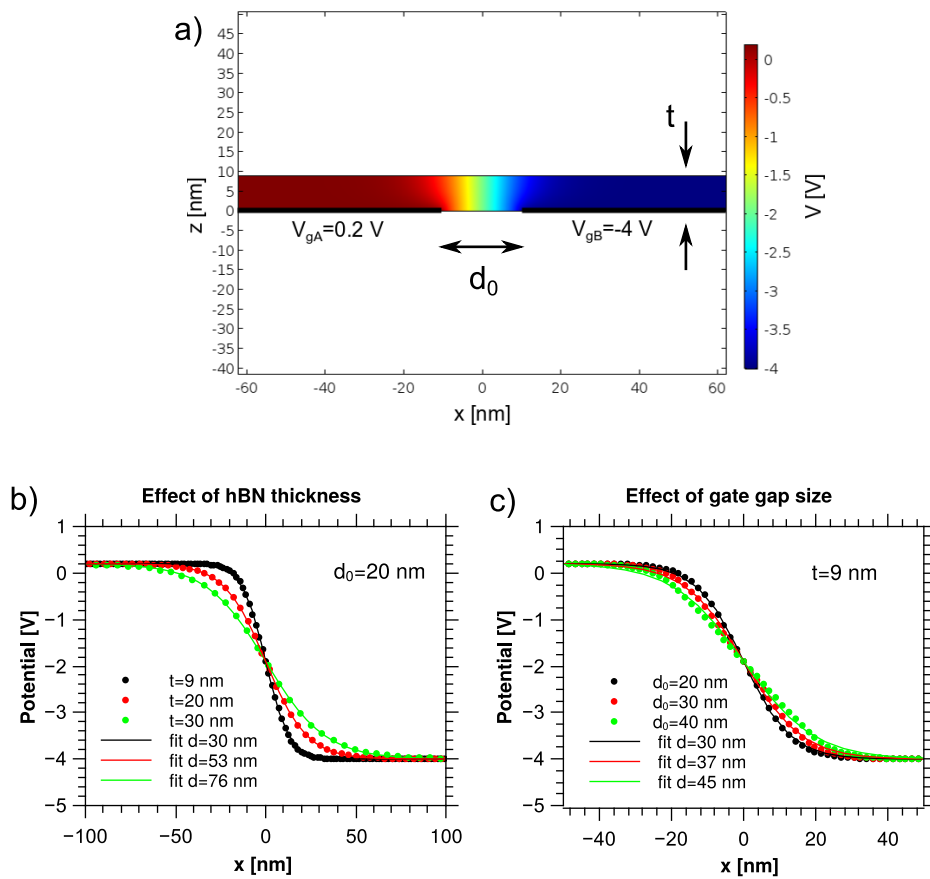 a)
45
40
35
30
25
20
15
10
5
0
-5
-10
-15
-20
-25
-30
-35
-40
z [nm]
-60 -40 -20 0 20 40 60
x [nm]
t
V_gA=0.2 V
V_gB=-4 V
d₀
0
-0.5
-1
-1.5
-2
-2.5
-3
-3.5
-4
V [V]
b)
Effect of hBN thickness
1
0
−1
−2
−3
−4
−5
Potential [V]
d₀=20 nm
t=9 nm
t=20 nm
t=30 nm
fit d=30 nm
fit d=53 nm
fit d=76 nm
−100 −50 0 50 100
x [nm]
c)
Effect of gate gap size
1
0
−1
−2
−3
−4
−5
Potential [V]
t=9 nm
d₀=20 nm
d₀=30 nm
d₀=40 nm
fit d=30 nm
fit d=37 nm
fit d=45 nm
−40 −20 0 20 40
x [nm]